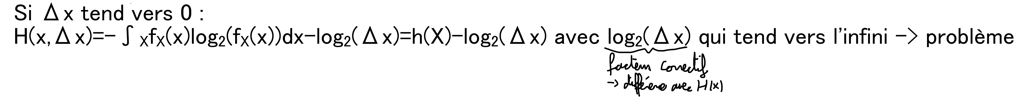 Si Δx tend vers 0 :
H(x,Δx)=-∫ₓfₓ(x)log₂(fₓ(x))dx-log₂(Δx)=h(X)-log₂(Δx) avec log₂(Δx) qui tend vers l'infini -> problème
facteur correctif
-> différence avec H(X)